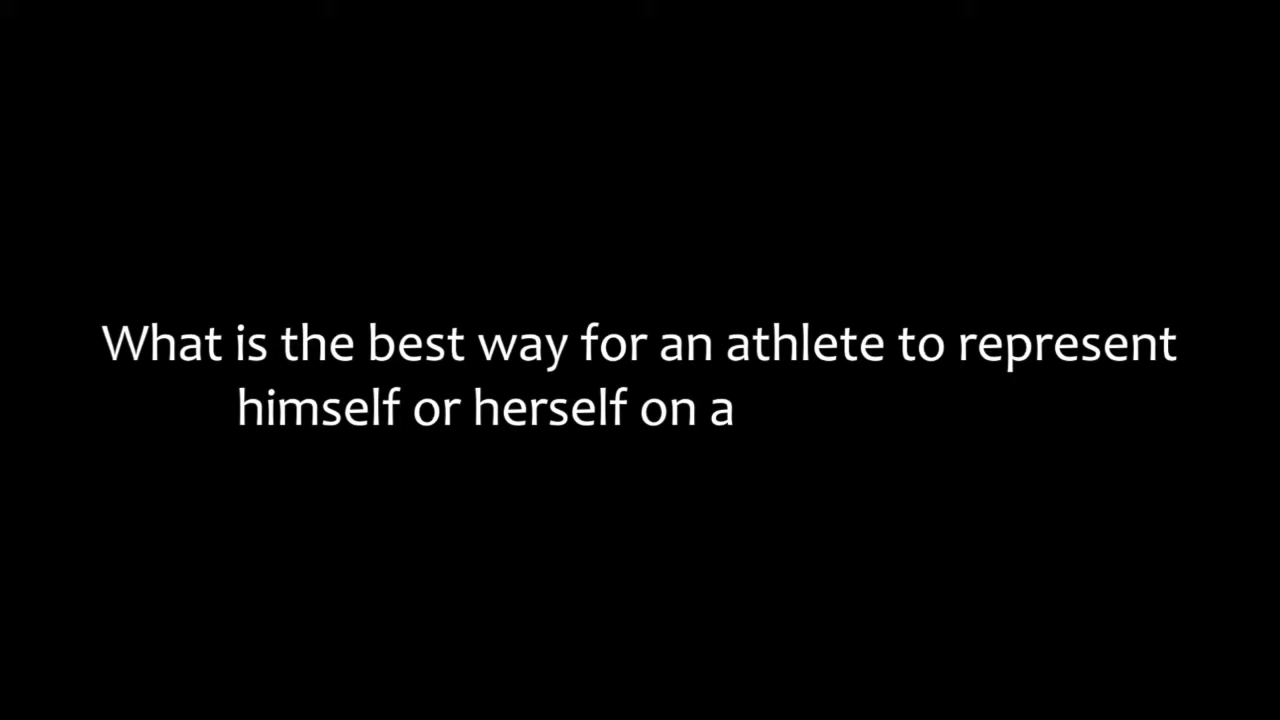 What is the best way for an athlete to represent
himself or herself on a